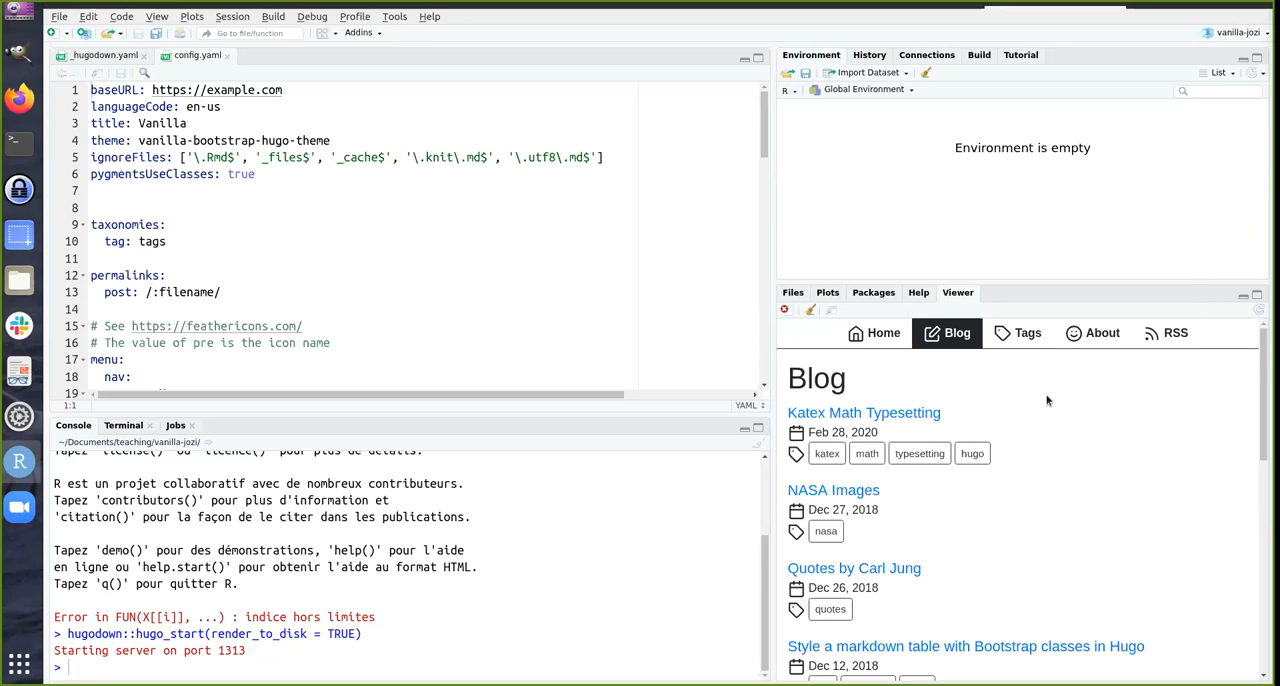 File Edit Code View Plots Session Build Debug Profile Tools Help
Go to file/function Addins vanilla-jozi
_hugodown.yaml config.yaml
1 baseURL: https://example.com
2 languageCode: en-us
3 title: Vanilla
4 theme: vanilla-bootstrap-hugo-theme
5 ignoreFiles: ['\.Rmd$', '_files$', '_cache$', '\.knit\.md$', '\.utf8\.md$']
6 pygmentsUseClasses: true
7
8
9 taxonomies:
10 tag: tags
11
12 permalinks:
13 post: /:filename/
14
15 # See https://feathericons.com/
16 # The value of pre is the icon name
17 menu:
18 nav:
19
1:1 YAML
Console Terminal Jobs
~/Documents/teaching/vanilla-jozi/
Tapez 'license()' ou 'licence()' pour plus de détails.
R est un projet collaboratif avec de nombreux contributeurs.
Tapez 'contributors()' pour plus d'information et
'citation()' pour la façon de le citer dans les publications.
Tapez 'demo()' pour des démonstrations, 'help()' pour l'aide
en ligne ou 'help.start()' pour obtenir l'aide au format HTML.
Tapez 'q()' pour quitter R.
Error in FUN(X[[i]], ...) : indice hors limites
> hugodown::hugo_start(render_to_disk = TRUE)
Starting server on port 1313
>
Environment History Connections Build Tutorial
Import Dataset List
R Global Environment
Environment is empty
Files Plots Packages Help Viewer
Home Blog Tags About RSS
Blog
Katex Math Typesetting
Feb 28, 2020
katex math typesetting hugo
NASA Images
Dec 27, 2018
nasa
Quotes by Carl Jung
Dec 26, 2018
quotes
Style a markdown table with Bootstrap classes in Hugo
Dec 12, 2018